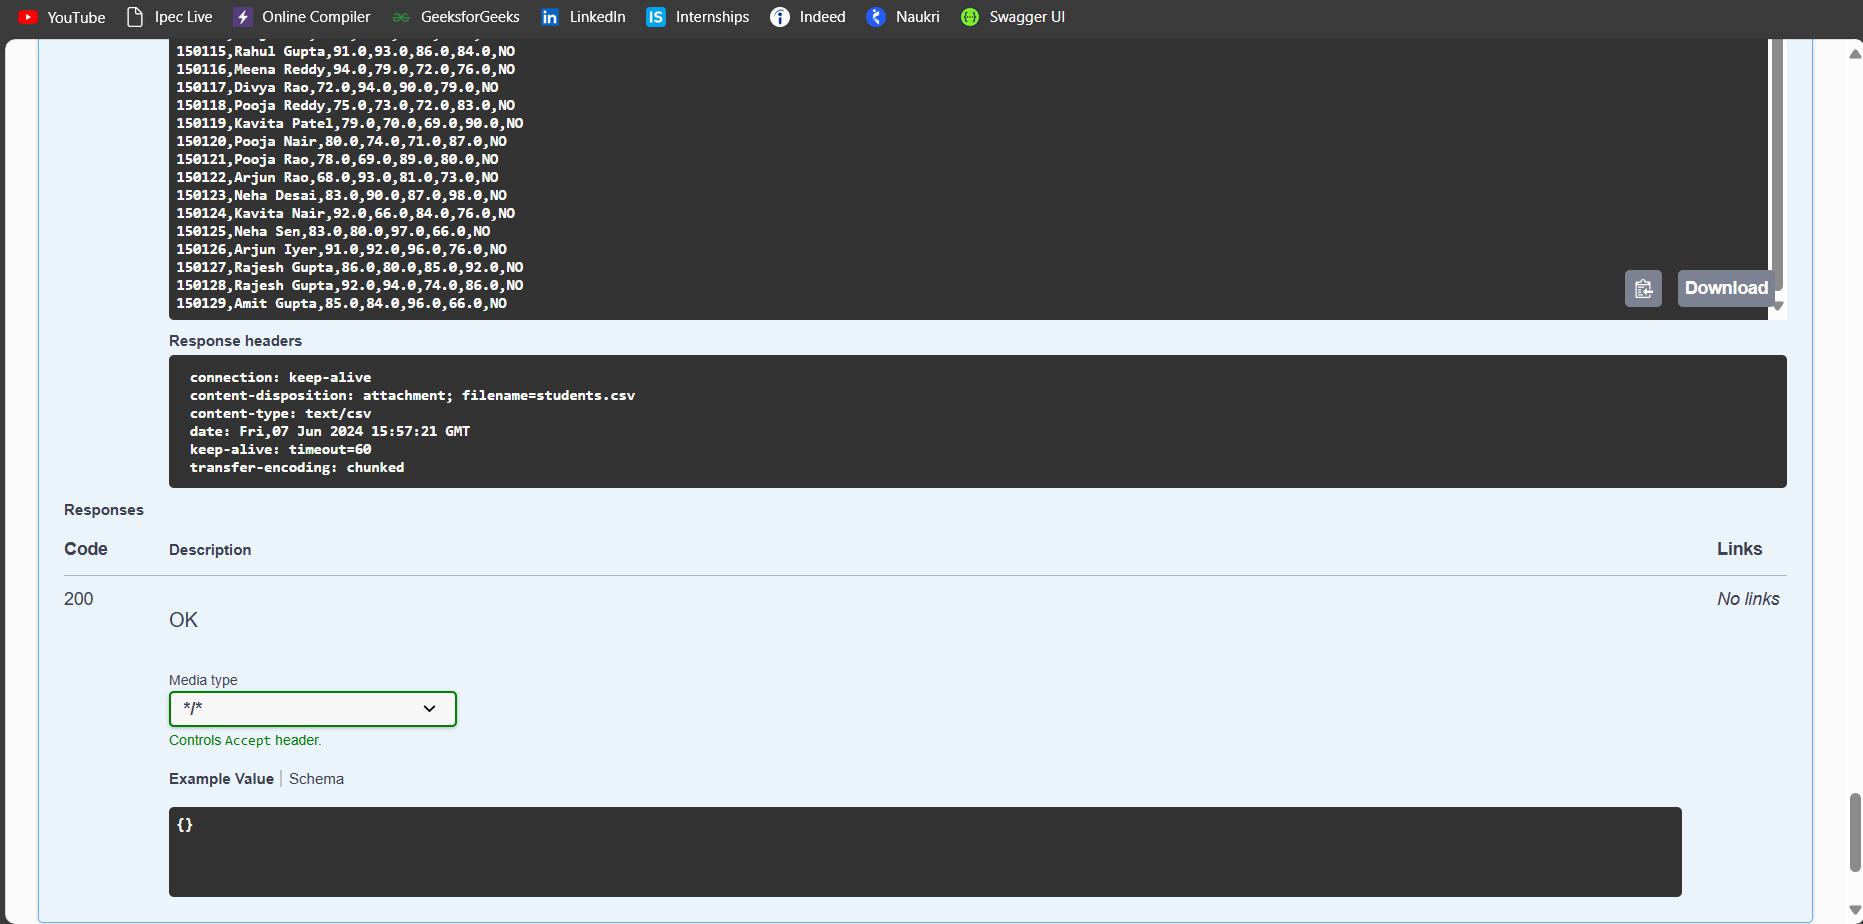 YouTube Ipec Live Online Compiler GeeksforGeeks LinkedIn Internships Indeed Naukri Swagger UI
150115,Rahul Gupta,91.0,93.0,86.0,84.0,NO
150116,Meena Reddy,94.0,79.0,72.0,76.0,NO
150117,Divya Rao,72.0,94.0,90.0,79.0,NO
150118,Pooja Reddy,75.0,73.0,72.0,83.0,NO
150119,Kavita Patel,79.0,70.0,69.0,90.0,NO
150120,Pooja Nair,80.0,74.0,71.0,87.0,NO
150121,Pooja Rao,78.0,69.0,89.0,80.0,NO
150122,Arjun Rao,68.0,93.0,81.0,73.0,NO
150123,Neha Desai,83.0,90.0,87.0,98.0,NO
150124,Kavita Nair,92.0,66.0,84.0,76.0,NO
150125,Neha Sen,83.0,80.0,97.0,66.0,NO
150126,Arjun Iyer,91.0,92.0,96.0,76.0,NO
150127,Rajesh Gupta,86.0,80.0,85.0,92.0,NO
150128,Rajesh Gupta,92.0,94.0,74.0,86.0,NO
150129,Amit Gupta,85.0,84.0,96.0,66.0,NO
Download
Response headers
connection: keep-alive
content-disposition: attachment; filename=students.csv
content-type: text/csv
date: Fri,07 Jun 2024 15:57:21 GMT
keep-alive: timeout=60
transfer-encoding: chunked
Responses
Code Description Links
200 No links
OK
Media type
*/*
Controls Accept header.
Example Value Schema
{}